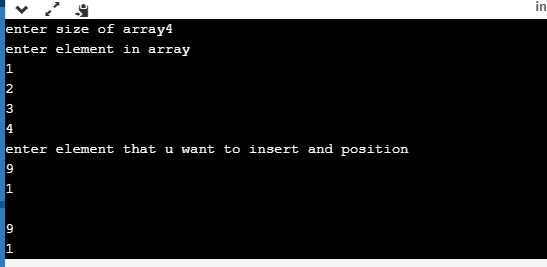 in
enter size of array4
enter element in array
1
2
3
4
enter element that u want to insert and position
9
1
9
1